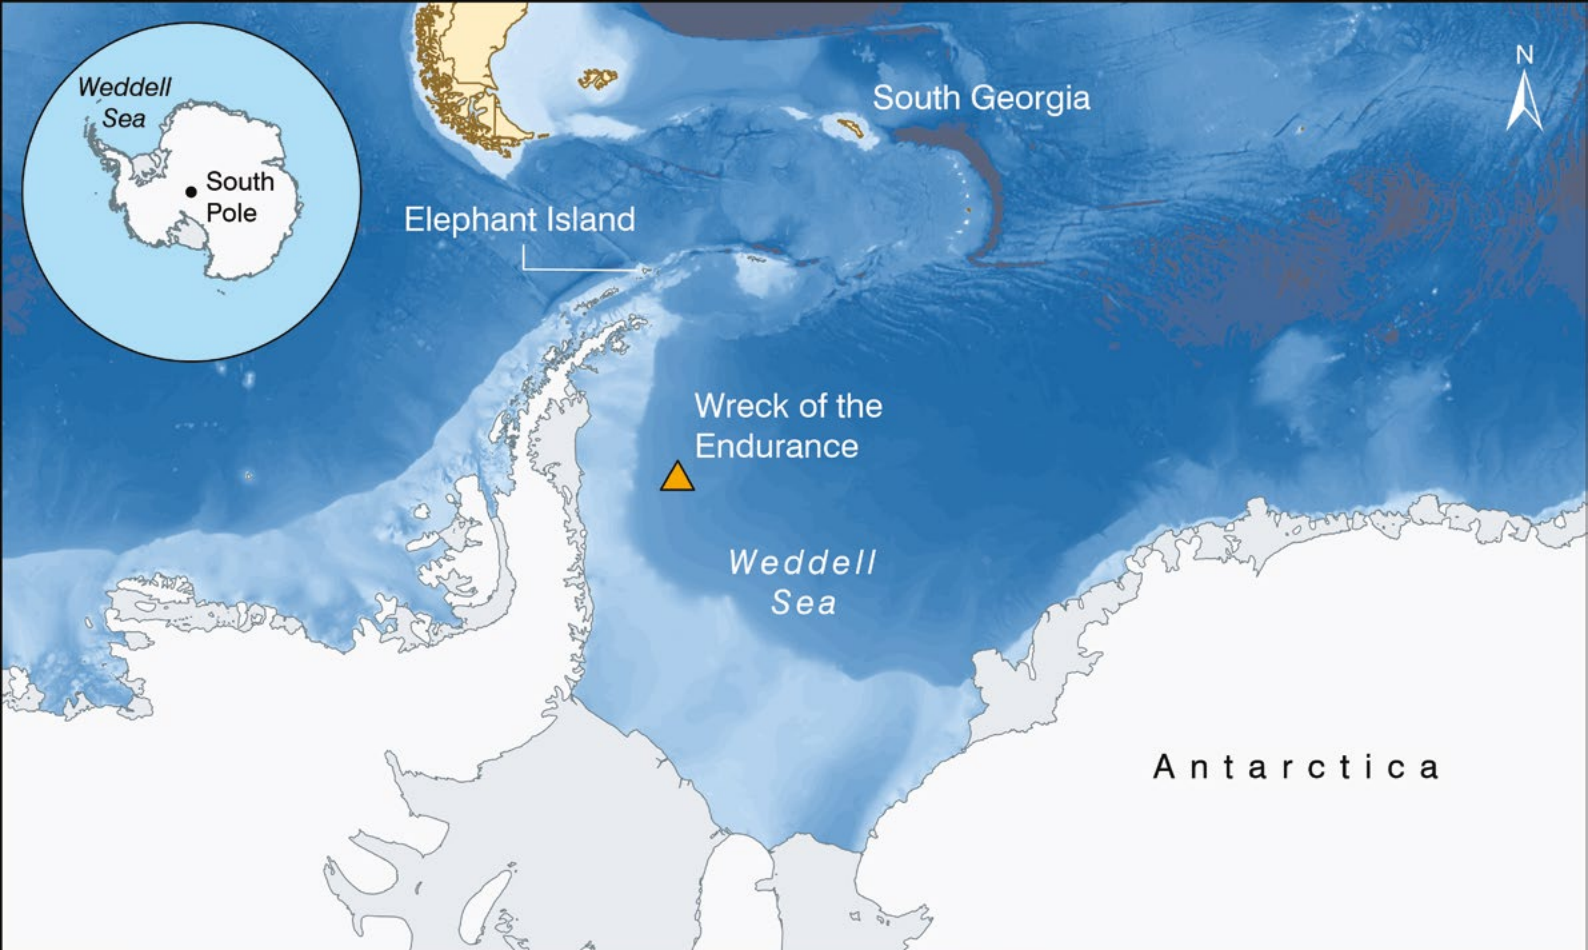 Weddell
Sea
South
Pole
South Georgia
N
Elephant Island
Wreck of the
Endurance
Weddell
Sea
Antarctica